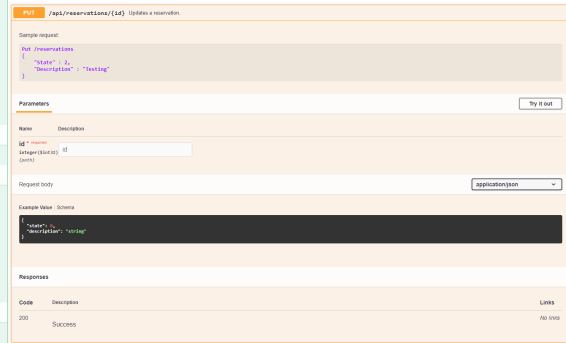 PUT /api/reservations/{id} Updates a reservation
Sample request:
Put /reservations
{
"State" : 2,
"Description" : "Testing"
}
Parameters
Try it out
Name Description
id * required
integer($int32)
(path)
id
Request body
application/json
Example Value | Schema
{
"state": 0,
"description": "string"
}
Responses
Code Description Links
200 Success No links